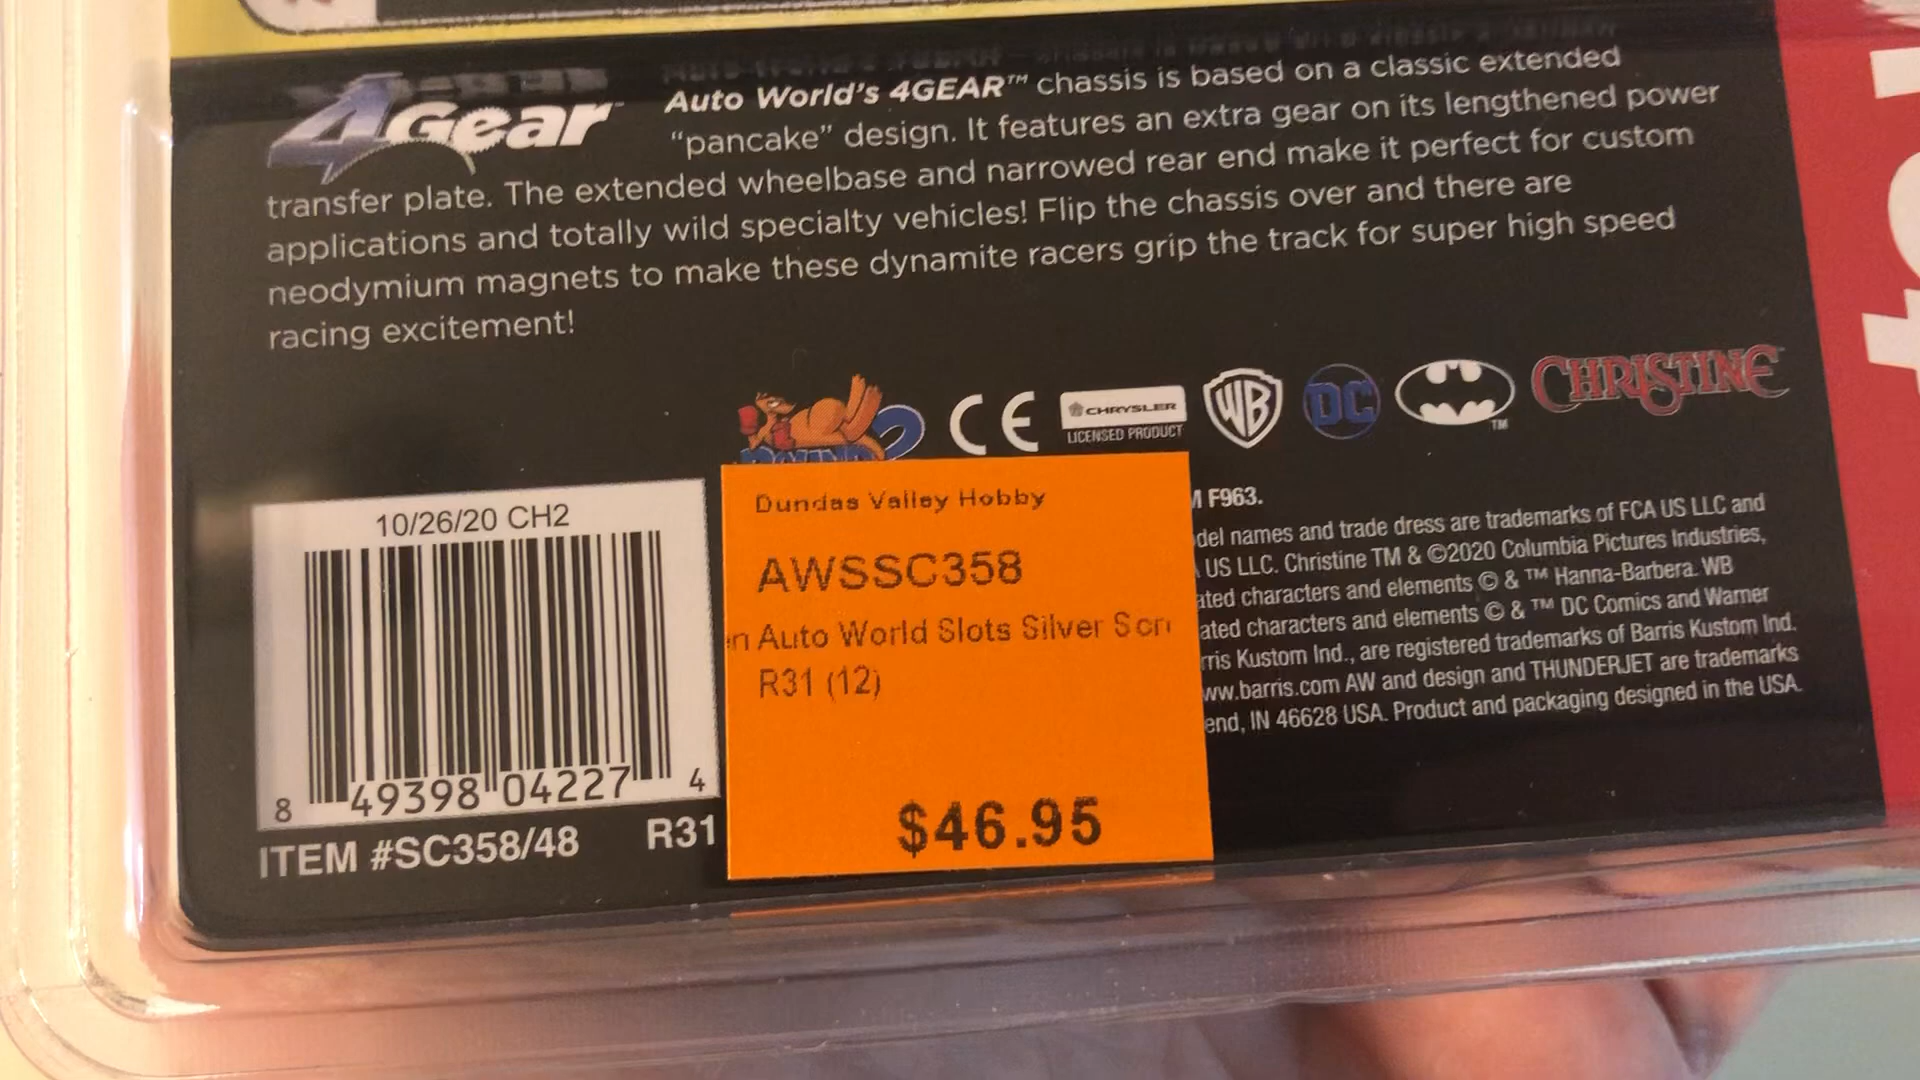 4Gear™
Auto World's 4GEAR™ chassis is based on a classic extended
"pancake" design. It features an extra gear on its lengthened power
transfer plate. The extended wheelbase and narrowed rear end make it perfect for custom
applications and totally wild specialty vehicles! Flip the chassis over and there are
neodymium magnets to make these dynamite racers grip the track for super high speed
racing excitement!
CE
CHRYSLER
LICENSED PRODUCT
WB
DC
TM
CHRISTINE
10/26/20 CH2
8 49398 04227 4
ITEM #SC358/48 R31
Dundas Valley Hobby
AWSSC358
n Auto World Slots Silver Scr
R31 (12)
$46.95
F963.
del names and trade dress are trademarks of FCA US LLC and
US LLC. Christine TM & ©2020 Columbia Pictures Industries,
ated characters and elements © & ™ Hanna-Barbera. WB
ated characters and elements © & ™ DC Comics and Warner
rris Kustom Ind., are registered trademarks of Barris Kustom Ind.
ww.barris.com AW and design and THUNDERJET are trademarks
end, IN 46628 USA. Product and packaging designed in the USA.